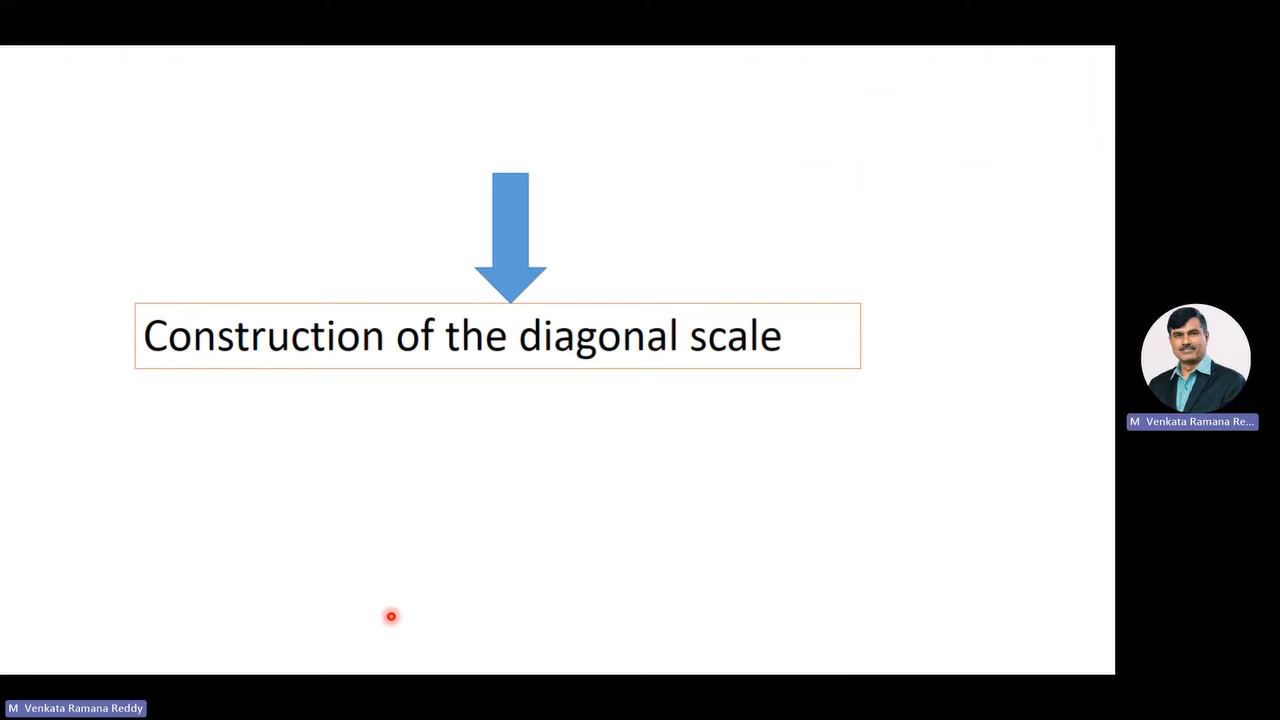 Construction of the diagonal scale
M Venkata Ramana Re...
M Venkata Ramana Reddy